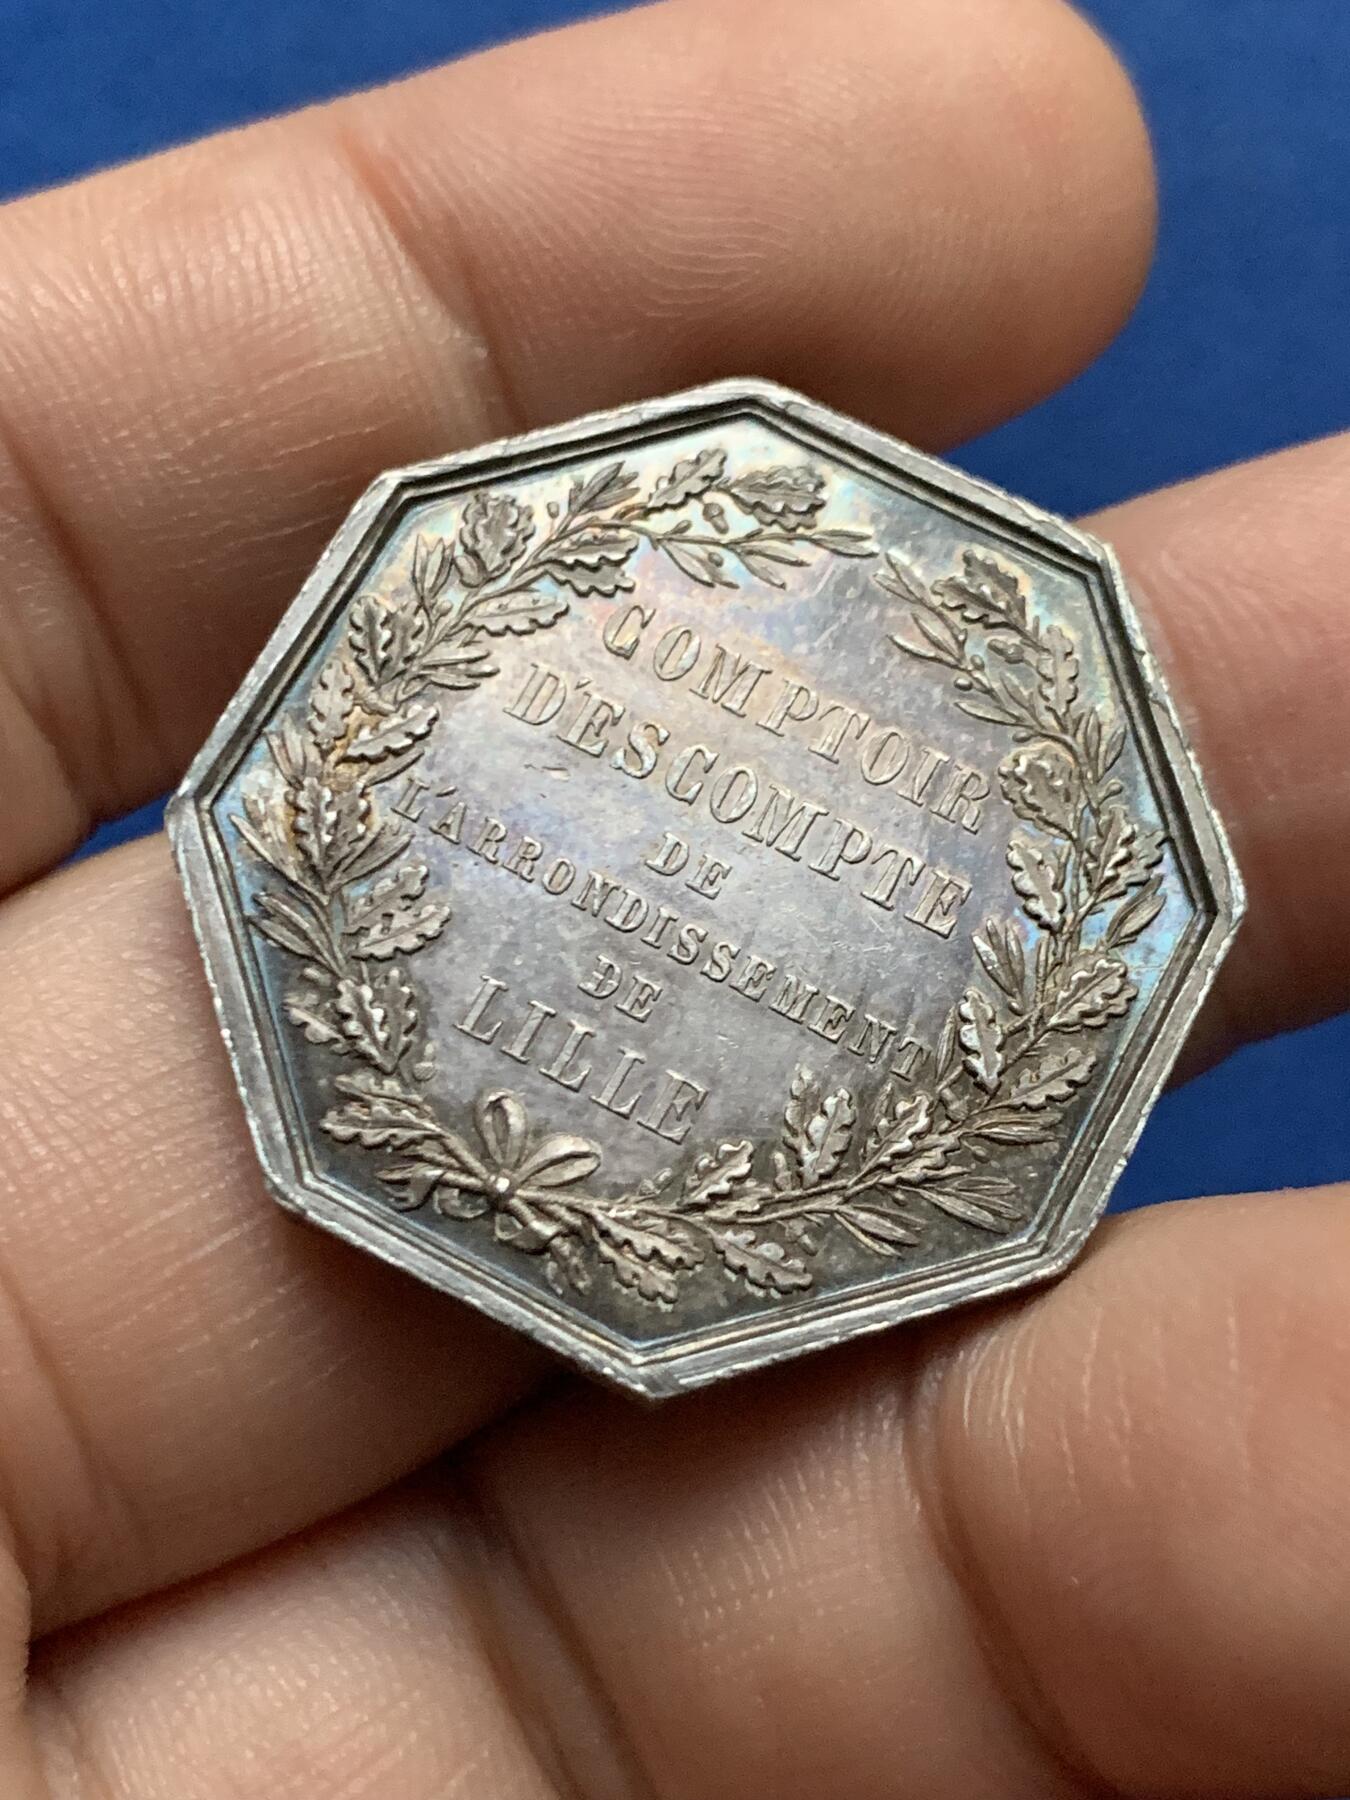 COMPTOIR
D'ESCOMPTE
DE
L'ARRONDISSEMENT
DE
LILLE